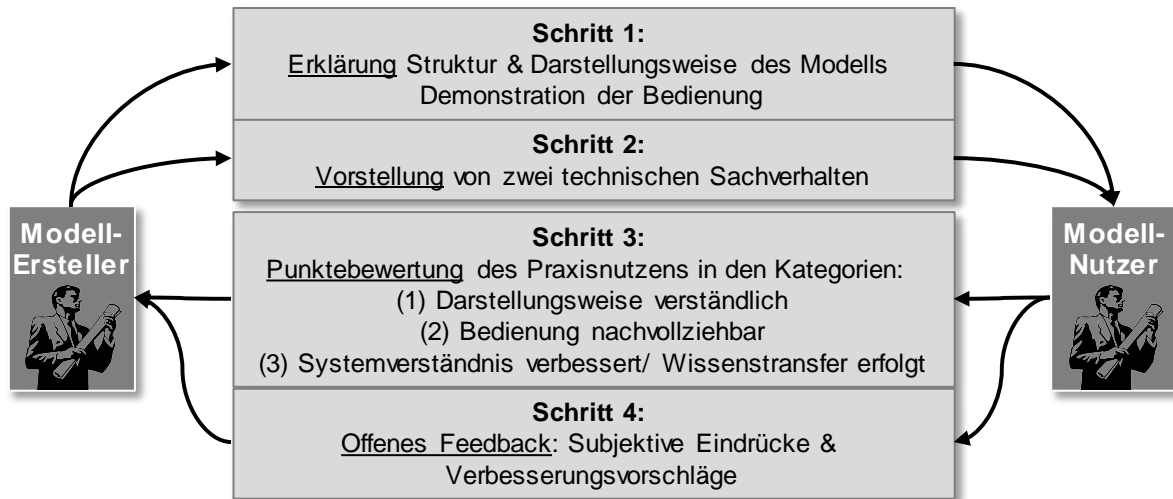 Schritt 1:
Erklärung Struktur & Darstellungsweise des Modells
Demonstration der Bedienung
Schritt 2:
Vorstellung von zwei technischen Sachverhalten
Modell-
Ersteller
Schritt 3:
Punktebewertung des Praxisnutzens in den Kategorien:
(1) Darstellungsweise verständlich
(2) Bedienung nachvollziehbar
(3) Systemverständnis verbessert/ Wissenstransfer erfolgt
Modell-
Nutzer
Schritt 4:
Offenes Feedback: Subjektive Eindrücke &
Verbesserungsvorschläge